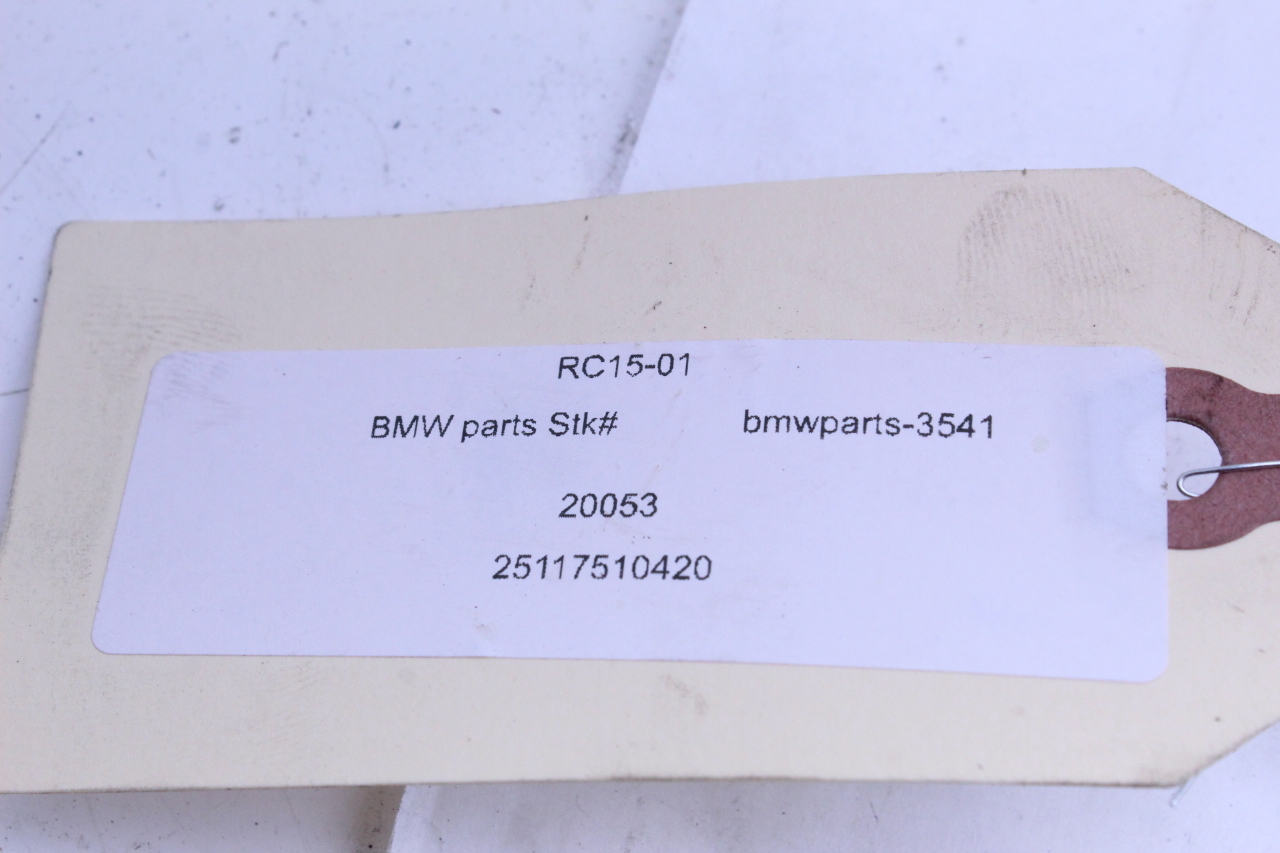 RC15-01
BMW parts Stk# bmwparts-3541
20053
25117510420